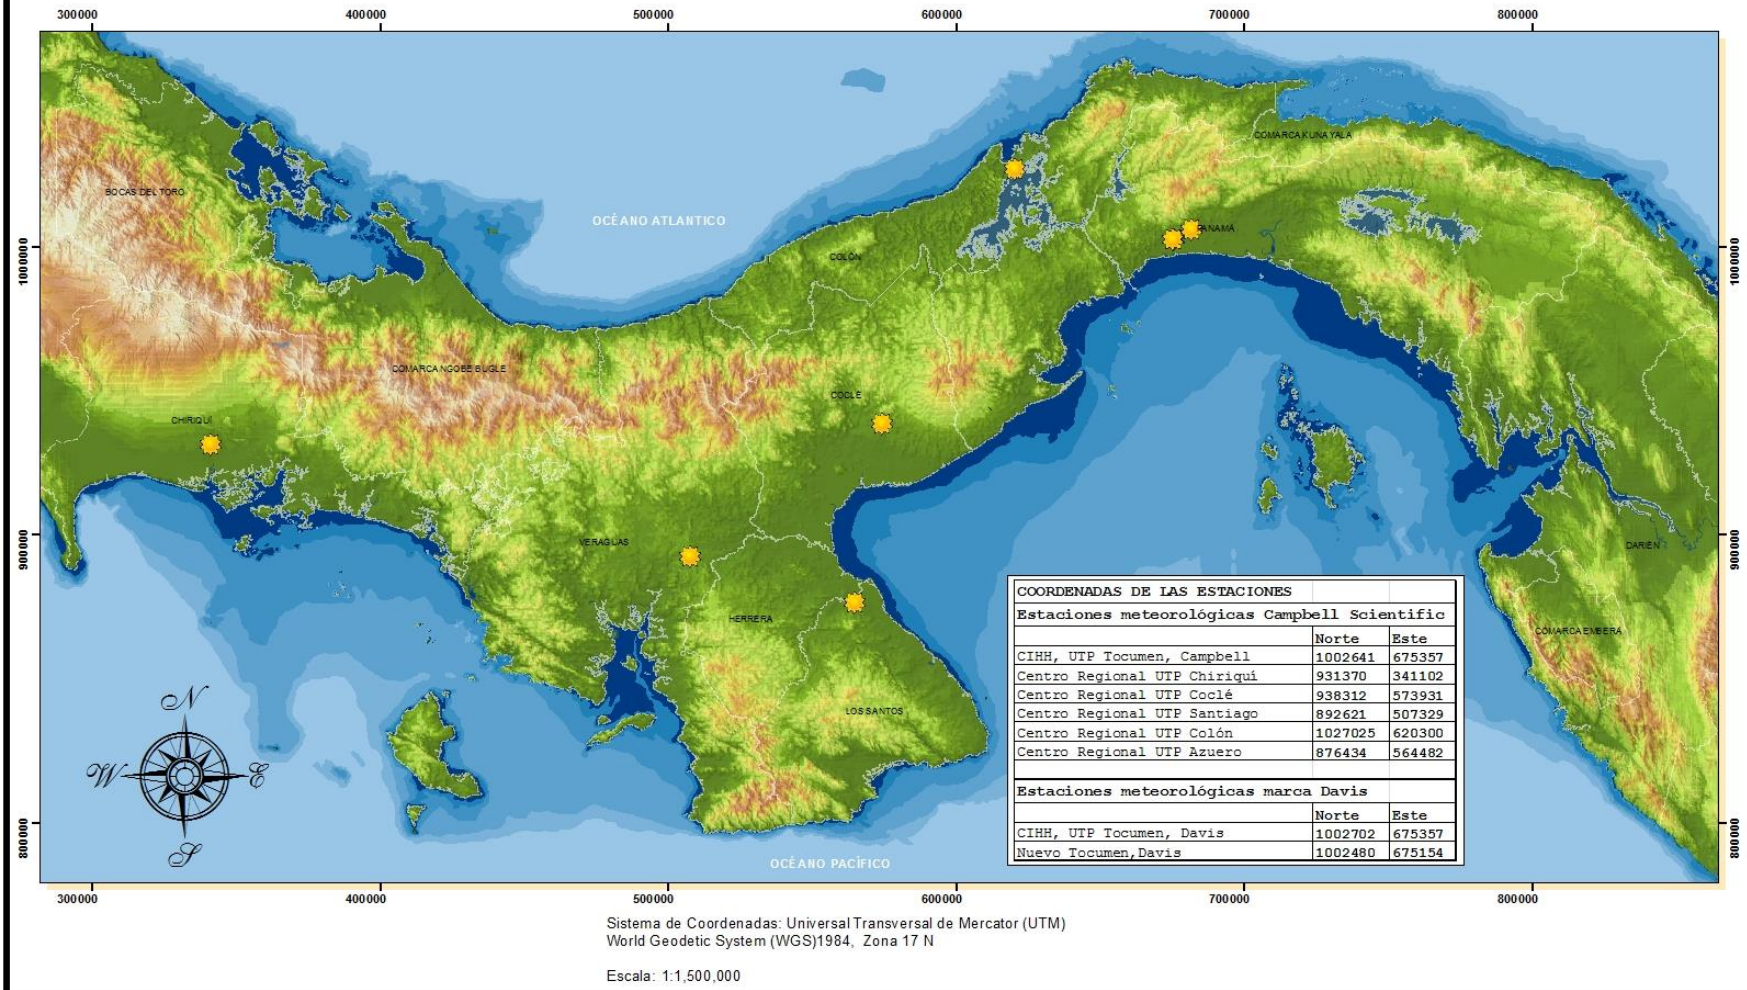 300000 400000 500000 600000 700000 800000
COMARCA KUNA YALA
BOCAS DEL TORO
OCÉANO ATLANTICO
PANAMÁ
COLÓN
1000000 1000000
COMARCA NGOBE BUGLE
COCLÉ
CHIRIQUÍ
VERAGUAS
DARIÉN
900000 900000
HERRERA
COMARCA EMBERÁ
LOS SANTOS
COORDENADAS DE LAS ESTACIONES
Estaciones meteorológicas Campbell Scientific
Norte Este
CIHH, UTP Tocumen, Campbell 1002641 675357
Centro Regional UTP Chiriquí 931370 341102
Centro Regional UTP Coclé 938312 573931
Centro Regional UTP Santiago 892621 507329
Centro Regional UTP Colón 1027025 620300
Centro Regional UTP Azuero 876434 564482
Estaciones meteorológicas marca Davis
Norte Este
CIHH, UTP Tocumen, Davis 1002702 675357
Nuevo Tocumen,Davis 1002480 675154
N
W E
S
800000 800000
OCÉANO PACÍFICO
300000 400000 500000 600000 700000 800000
Sistema de Coordenadas: Universal Transversal de Mercator (UTM)
World Geodetic System (WGS)1984, Zona 17 N
Escala: 1:1,500,000